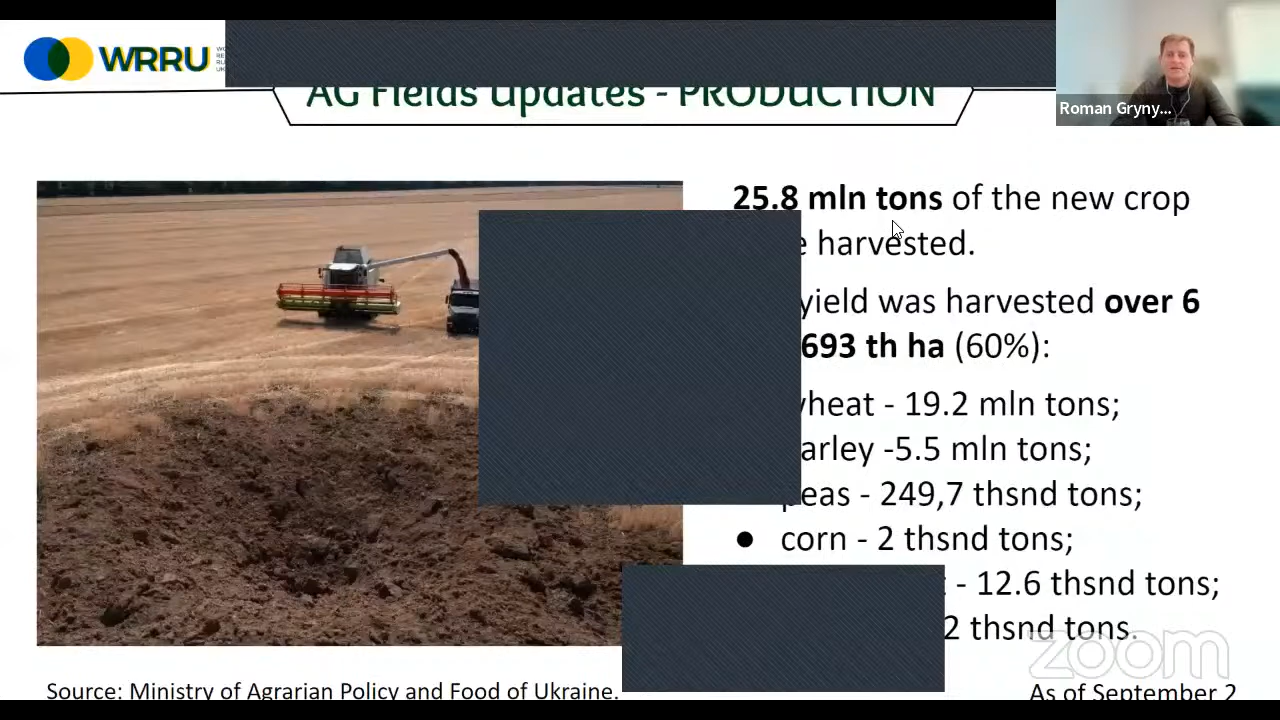 WRRU
AG Fields Updates - PRODUCTION
Roman Gryny...
25.8 mln tons of the new crop
harvested.
yield was harvested over 6
693 th ha (60%):
wheat - 19.2 mln tons;
barley -5.5 mln tons;
peas - 249,7 thsnd tons;
● corn - 2 thsnd tons;
- 12.6 thsnd tons;
2 thsnd tons.
zoom
Source: Ministry of Agrarian Policy and Food of Ukraine.
As of September 2